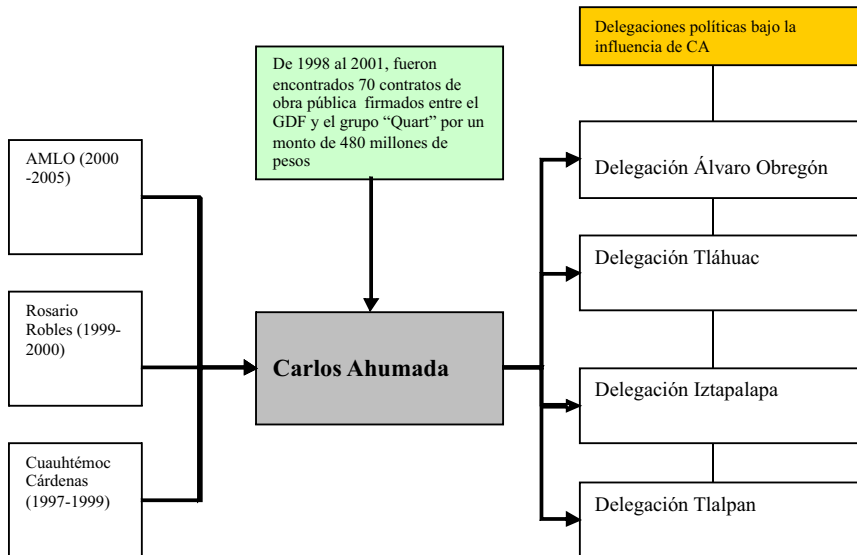 Delegaciones políticas bajo la
influencia de CA
De 1998 al 2001, fueron
encontrados 70 contratos de
obra pública firmados entre el
GDF y el grupo “Quart” por un
monto de 480 millones de
pesos
AMLO (2000
-2005)
Rosario
Robles (1999-
2000)
Cuauhtémoc
Cárdenas
(1997-1999)
Carlos Ahumada
Delegación Álvaro Obregón
Delegación Tláhuac
Delegación Iztapalapa
Delegación Tlalpan